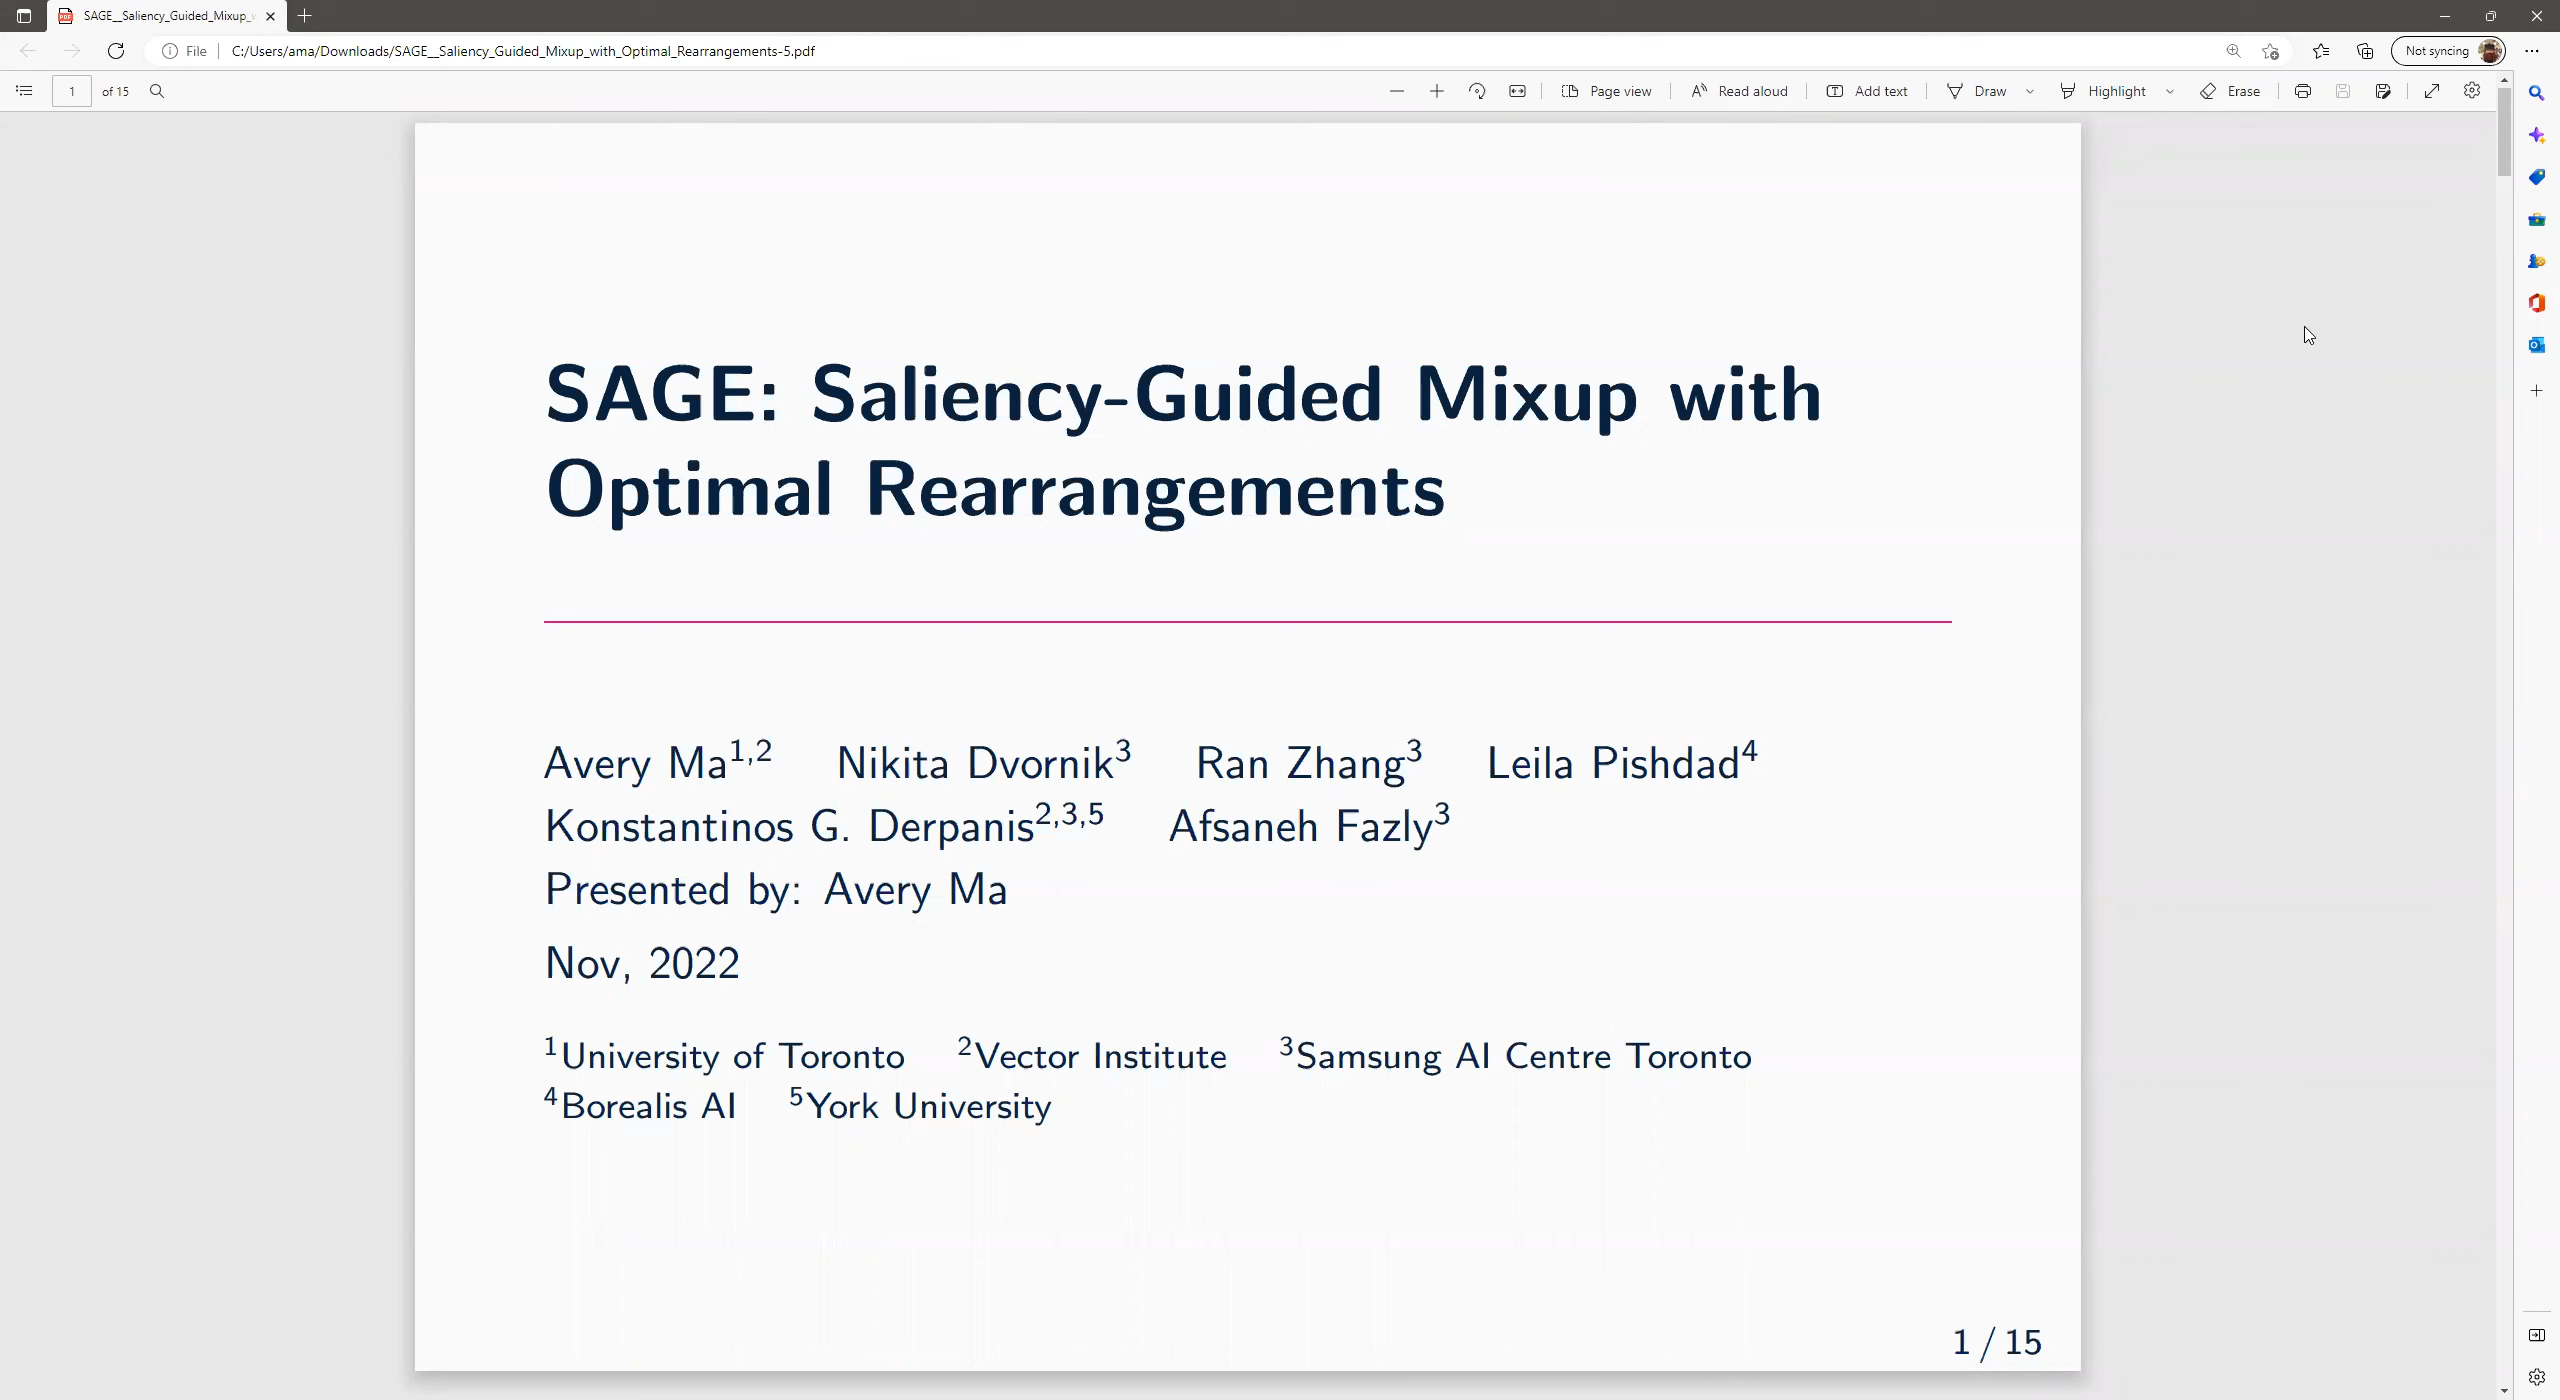 SAGE__Saliency_Guided_Mixup_w
File C:/Users/ama/Downloads/SAGE__Saliency_Guided_Mixup_with_Optimal_Rearrangements-5.pdf Not syncing
1 of 15 Page view Read aloud Add text Draw Highlight Erase
SAGE: Saliency-Guided Mixup with
Optimal Rearrangements
Avery Ma1,2 Nikita Dvornik3 Ran Zhang3 Leila Pishdad4
Konstantinos G. Derpanis2,3,5 Afsaneh Fazly3
Presented by: Avery Ma
Nov, 2022
1University of Toronto 2Vector Institute 3Samsung AI Centre Toronto
4Borealis AI 5York University
1 / 15